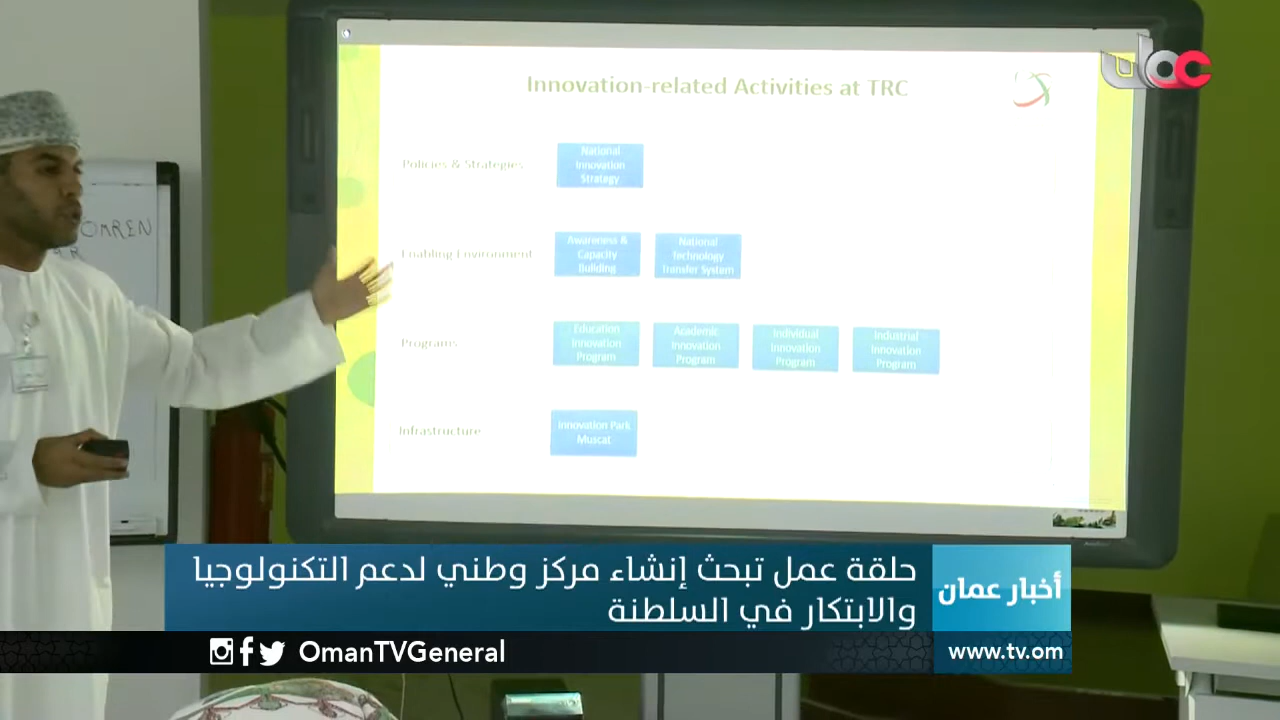 Innovation-related Activities at TRC
Policies & Strategies
National
Innovation
Strategy
Enabling Environment
Awareness &
Capacity
Building
National
Technology
Transfer System
Programs
Education
Innovation
Program
Academic
Innovation
Program
Individual
Innovation
Program
Industrial
Innovation
Program
Infrastructure
Innovation Park
Muscat
OMREN
عمان
أخبار عمان
حلقة عمل تبحث إنشاء مركز وطني لدعم التكنولوجيا
والابتكار في السلطنة
OmanTVGeneral
www.tv.om